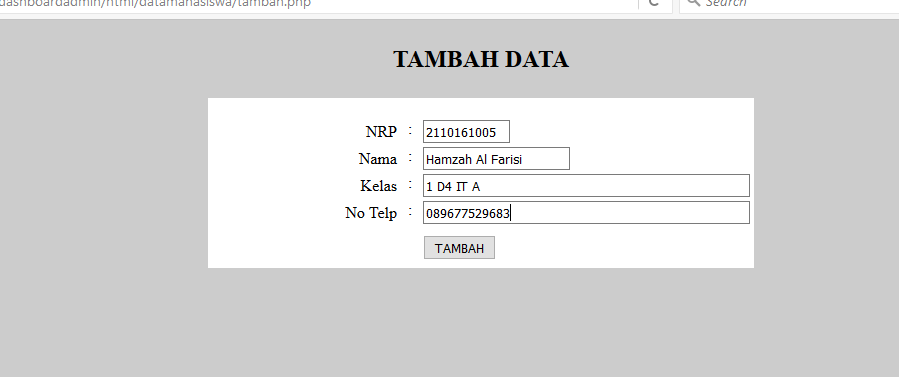 dashboardadmin/html/datamahasiswa/tambah.php
Search
TAMBAH DATA
NRP : 2110161005
Nama : Hamzah Al Farisi
Kelas : 1 D4 IT A
No Telp : 089677529683
TAMBAH